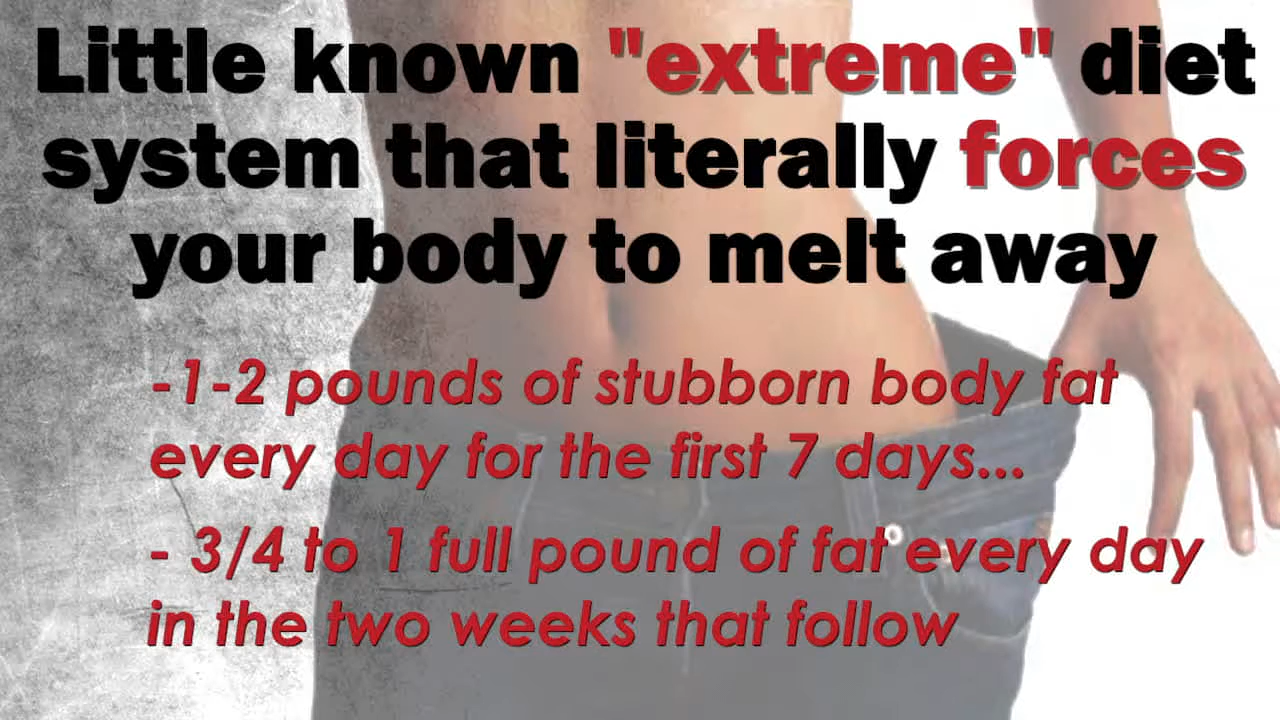 Little known "extreme" diet
system that literally forces
your body to melt away
-1-2 pounds of stubborn body fat
every day for the first 7 days...
- 3/4 to 1 full pound of fat every day
in the two weeks that follow